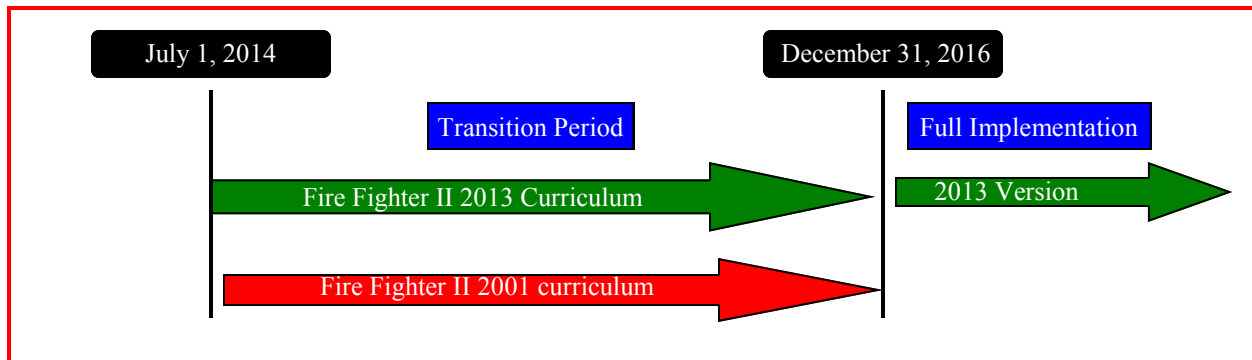 July 1, 2014
December 31, 2016
Transition Period
Full Implementation
Fire Fighter II 2013 Curriculum
2013 Version
Fire Fighter II 2001 curriculum